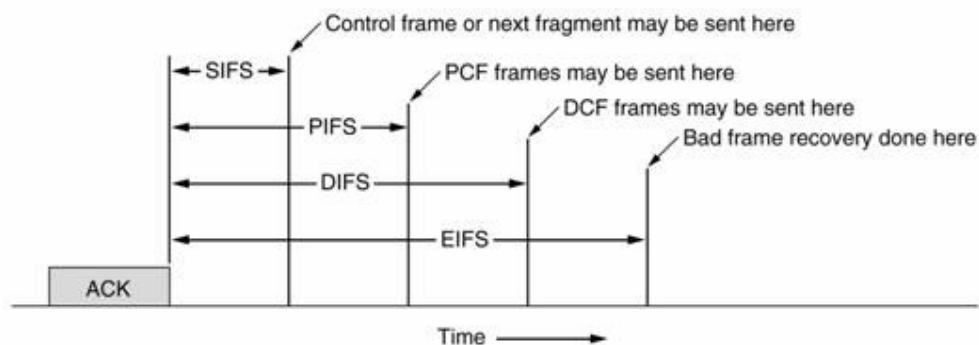 Control frame or next fragment may be sent here
SIFS
PCF frames may be sent here
PIFS
DCF frames may be sent here
Bad frame recovery done here
DIFS
EIFS
ACK
Time